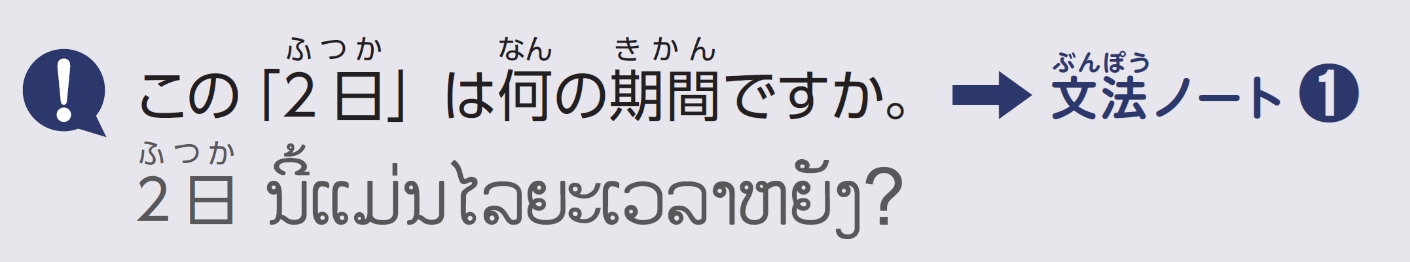 ふつか なん きかん
この「2日」は何の期間ですか。 ➡ 文法ノート❶
ぶんぽう
ふつか
2日 ນີ້ແມ່ນໄລຍະເວລາຫຍັງ?